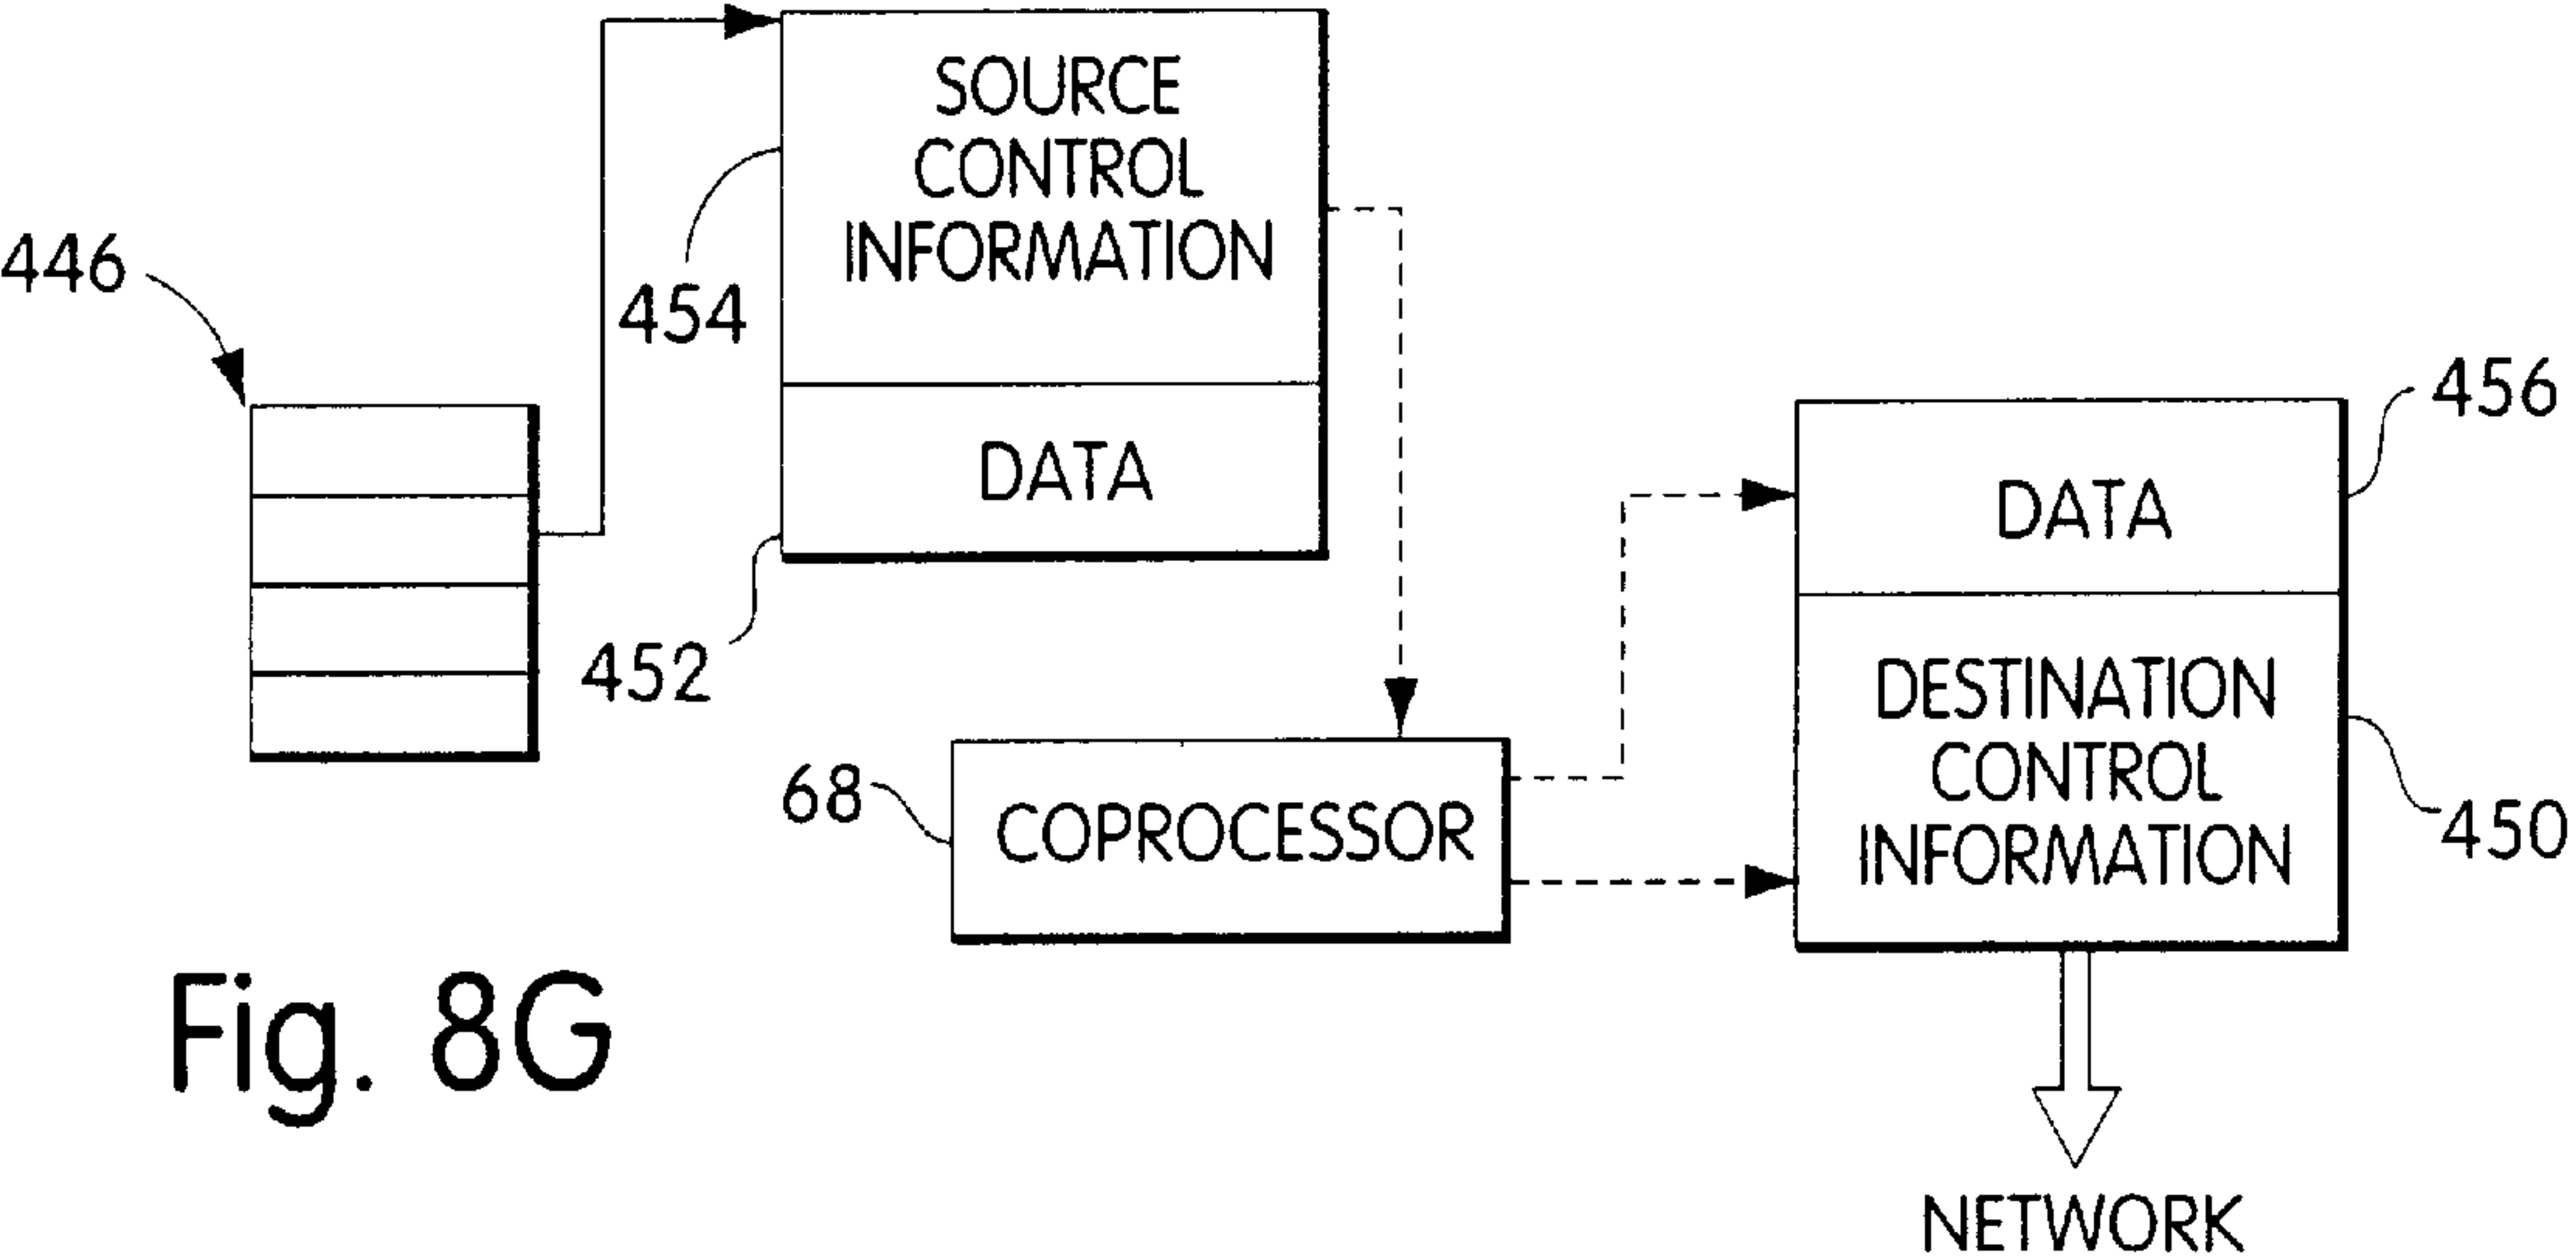 SOURCE
CONTROL
INFORMATION
446
454
DATA
456
452
DATA
68
COPROCESSOR
DESTINATION
CONTROL
INFORMATION
450
Fig. 8G
NETWORK